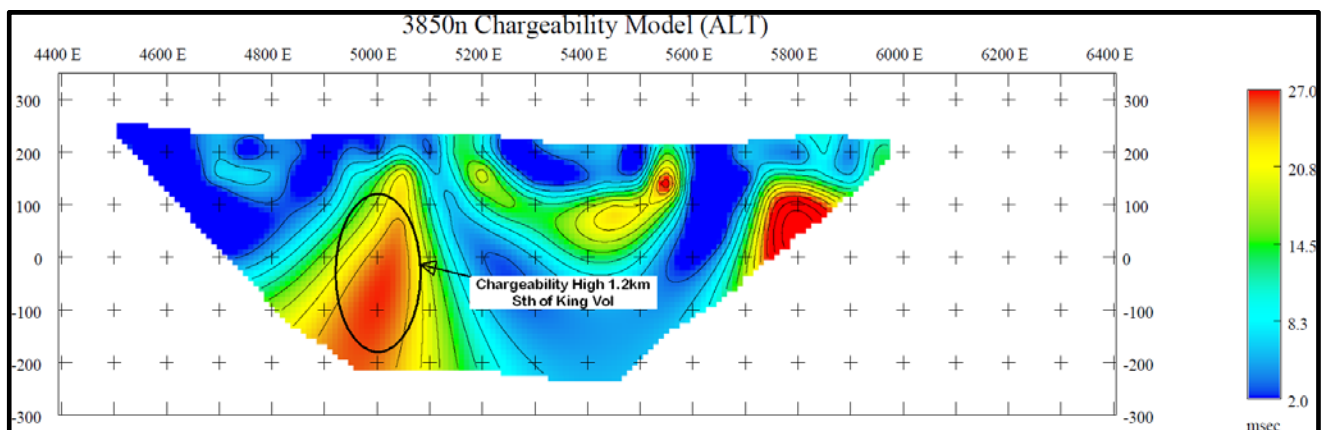 3850n Chargeability Model (ALT)
4400 E 4600 E 4800 E 5000 E 5200 E 5400 E 5600 E 5800 E 6000 E 6200 E 6400 E
300 300 27.0
200 200 20.8
100 100
0 0 14.5
Chargeability High 1.2km
Sth of King Vol
-100 -100 8.3
-200 -200
-300 -300 2.0
msec